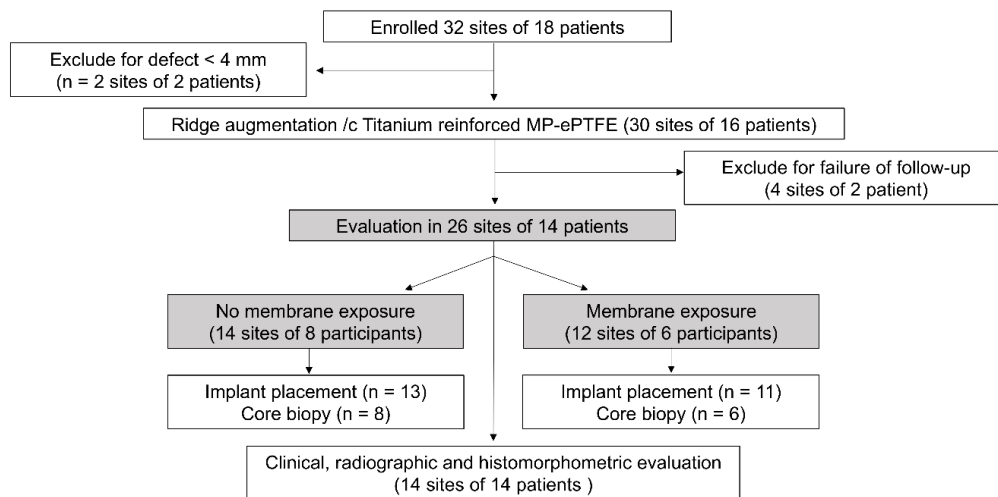 Enrolled 32 sites of 18 patients
Exclude for defect < 4 mm
(n = 2 sites of 2 patients)
Ridge augmentation /c Titanium reinforced MP-ePTFE (30 sites of 16 patients)
Exclude for failure of follow-up
(4 sites of 2 patient)
Evaluation in 26 sites of 14 patients
No membrane exposure
(14 sites of 8 participants)
Membrane exposure
(12 sites of 6 participants)
Implant placement (n = 13)
Core biopy (n = 8)
Implant placement (n = 11)
Core biopy (n = 6)
Clinical, radiographic and histomorphometric evaluation
(14 sites of 14 patients )